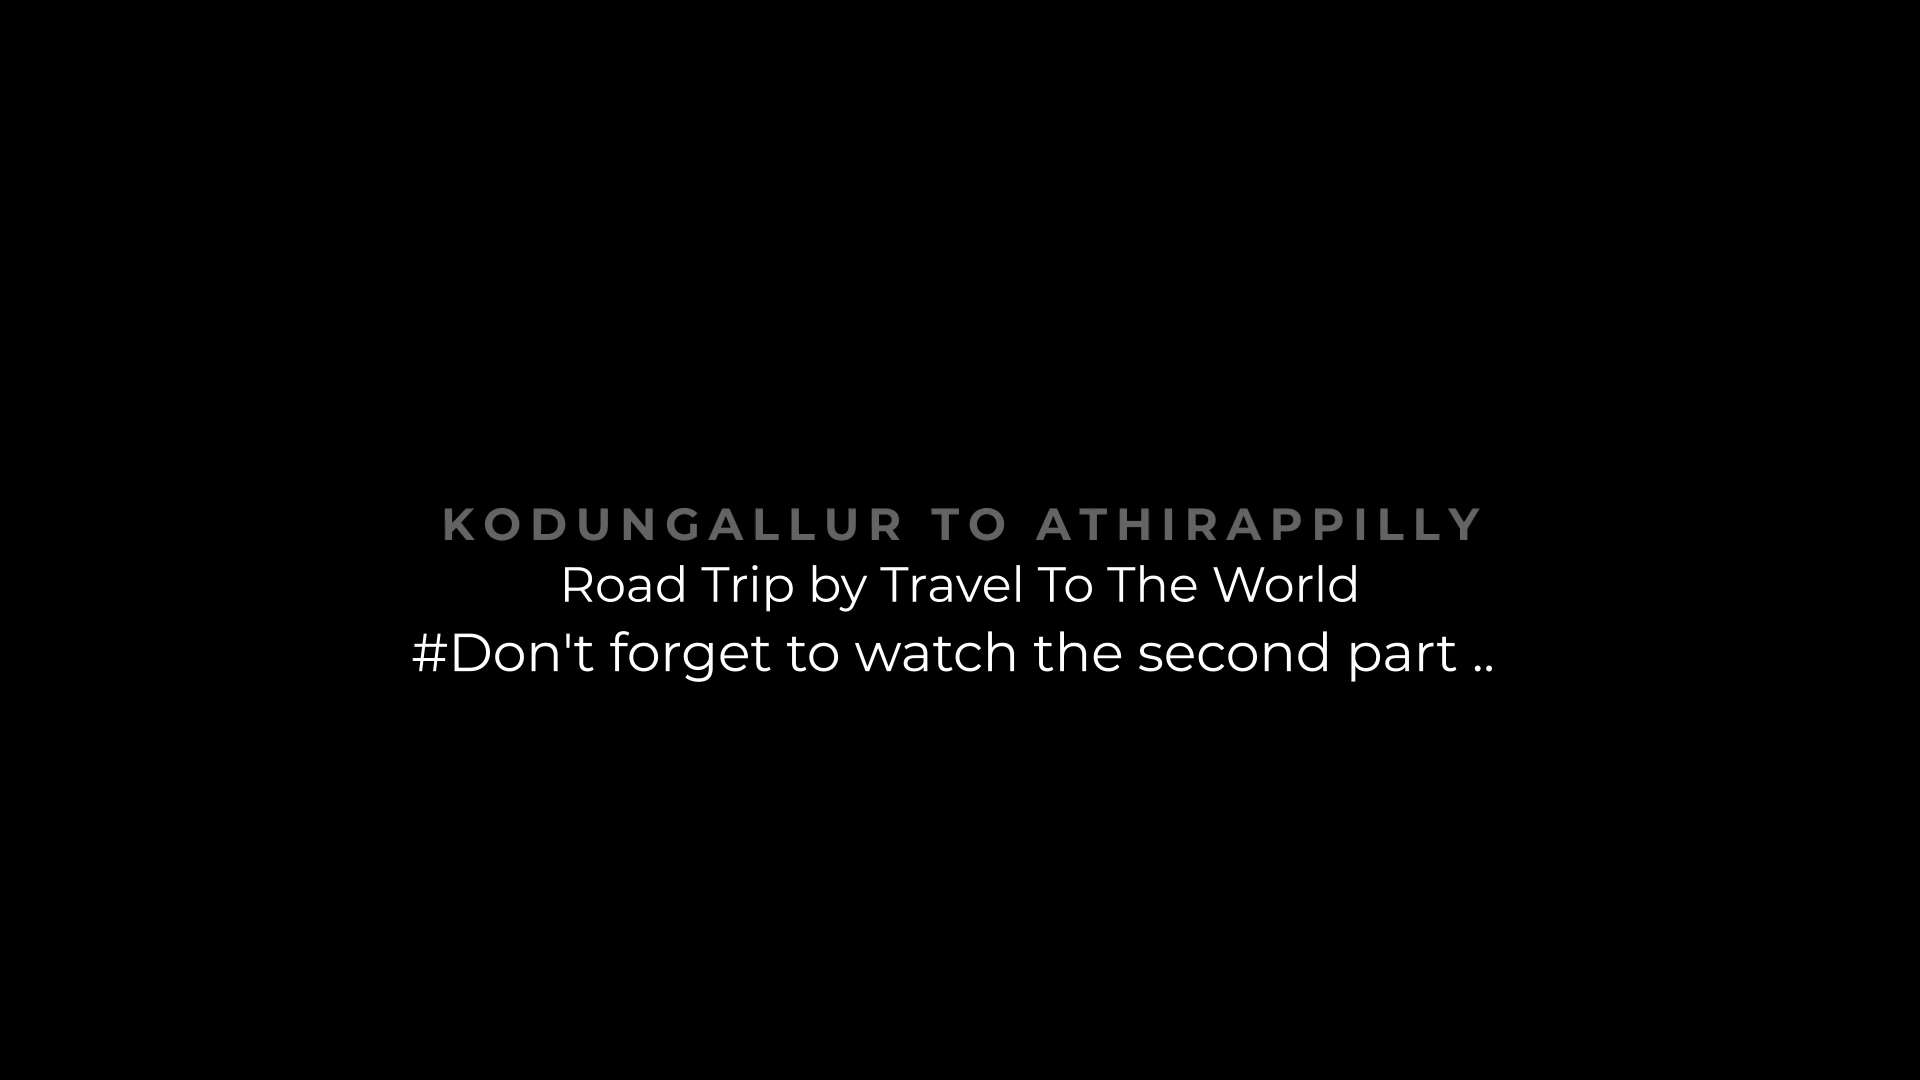 KODUNGALLUR TO ATHIRAPPILLY
Road Trip by Travel To The World
#Don't forget to watch the second part ..